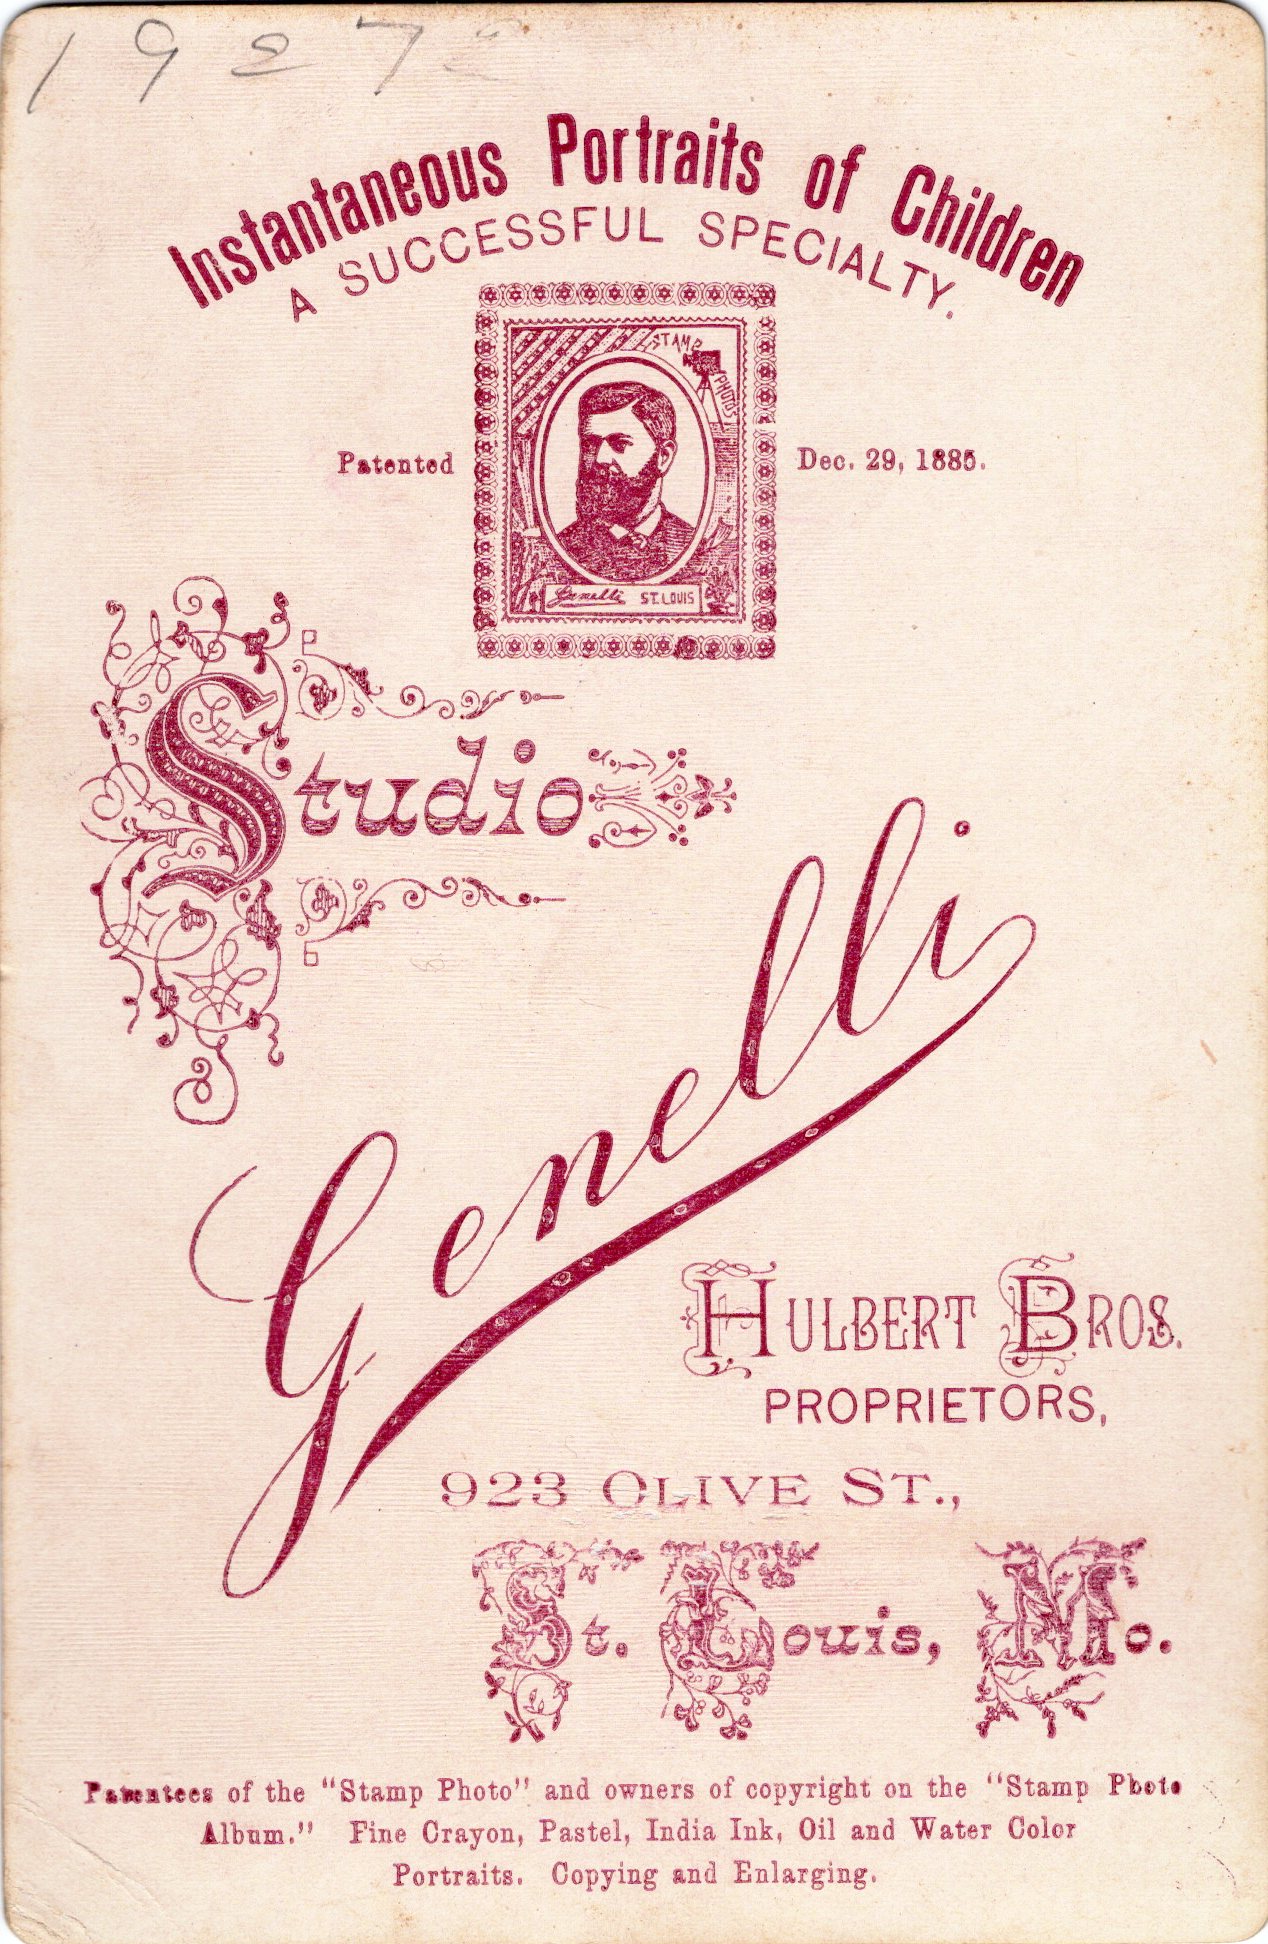 1927
Instantaneous Portraits of Children
A SUCCESSFUL SPECIALTY.
STAMP
PHOTOS
Patented
Dec. 29, 1885.
Genelli ST. LOUIS
Studio
Genelli
HULBERT BROS.
PROPRIETORS,
923 OLIVE ST.,
St. Louis, Mo.
Patentees of the "Stamp Photo" and owners of copyright on the "Stamp Photo
Album." Fine Crayon, Pastel, India Ink, Oil and Water Color
Portraits. Copying and Enlarging.